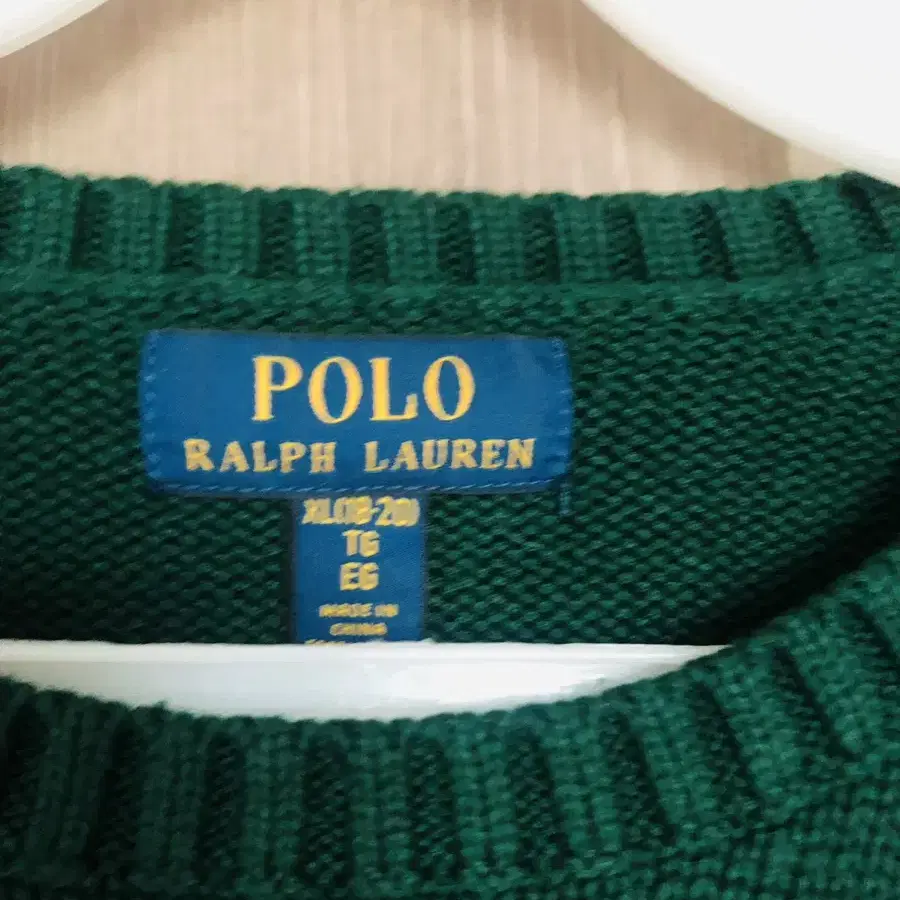 POLO
RALPH LAUREN
XL(18-20)
TG
EG
MADE IN
CHINA